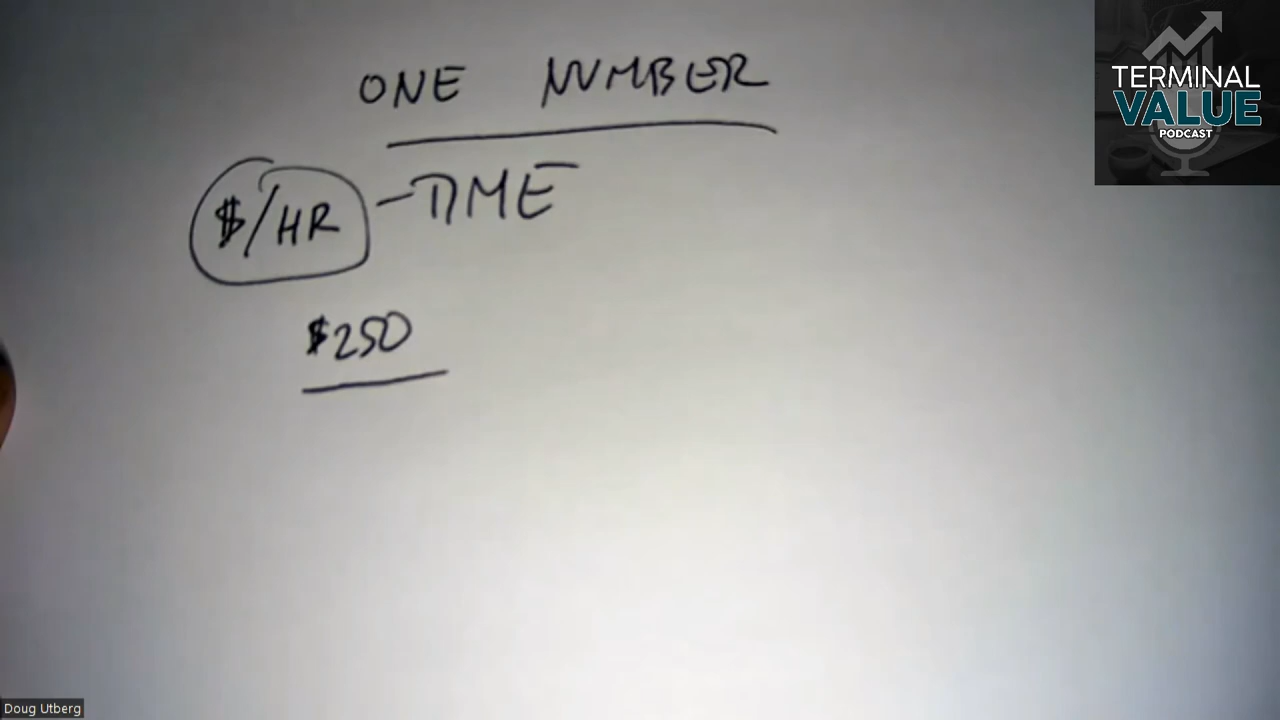 ONE NUMBER
$/HR - TIME
$250
TERMINAL
VALUE
PODCAST
Doug Utberg